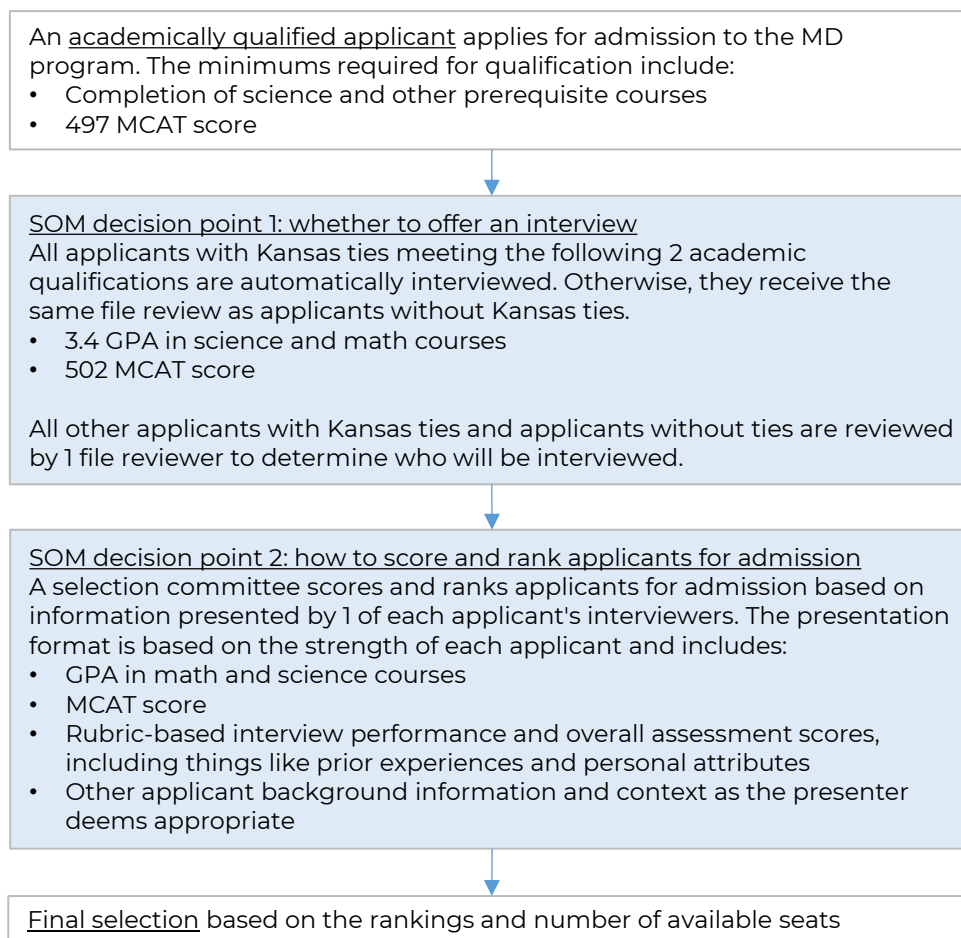 An academically qualified applicant applies for admission to the MD
program. The minimums required for qualification include:
• Completion of science and other prerequisite courses
• 497 MCAT score
SOM decision point 1: whether to offer an interview
All applicants with Kansas ties meeting the following 2 academic
qualifications are automatically interviewed. Otherwise, they receive the
same file review as applicants without Kansas ties.
• 3.4 GPA in science and math courses
• 502 MCAT score
All other applicants with Kansas ties and applicants without ties are reviewed
by 1 file reviewer to determine who will be interviewed.
SOM decision point 2: how to score and rank applicants for admission
A selection committee scores and ranks applicants for admission based on
information presented by 1 of each applicant's interviewers. The presentation
format is based on the strength of each applicant and includes:
• GPA in math and science courses
• MCAT score
• Rubric-based interview performance and overall assessment scores,
including things like prior experiences and personal attributes
• Other applicant background information and context as the presenter
deems appropriate
Final selection based on the rankings and number of available seats